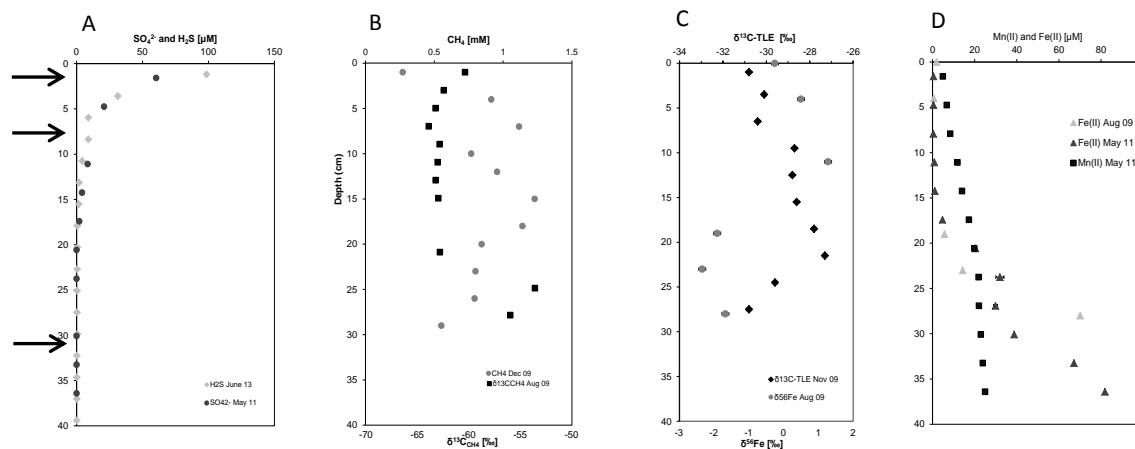 A
SO₄²⁻ and H₂S [µM]
0 50 100 150
0
5
10
15
20
25
30
35
40
H2S June 13
SO42- May 11
B
CH₄ [mM]
0 0.5 1 1.5
Depth (cm)
0
5
10
15
20
25
30
35
40
CH4 Dec 09
δ13CCH4 Aug 09
-70 -65 -60 -55 -50
δ¹³C_CH4 [‰]
C
δ¹³C-TLE [‰]
-34 -32 -30 -28 -26
0
5
10
15
20
25
30
35
40
δ13C-TLE Nov 09
δ56Fe Aug 09
-3 -2 -1 0 1 2
δ⁵⁶Fe [‰]
D
Mn(II) and Fe(II) [µM]
0 20 40 60 80
0
5
10
15
20
25
30
35
40
Fe(II) Aug 09
Fe(II) May 11
Mn(II) May 11